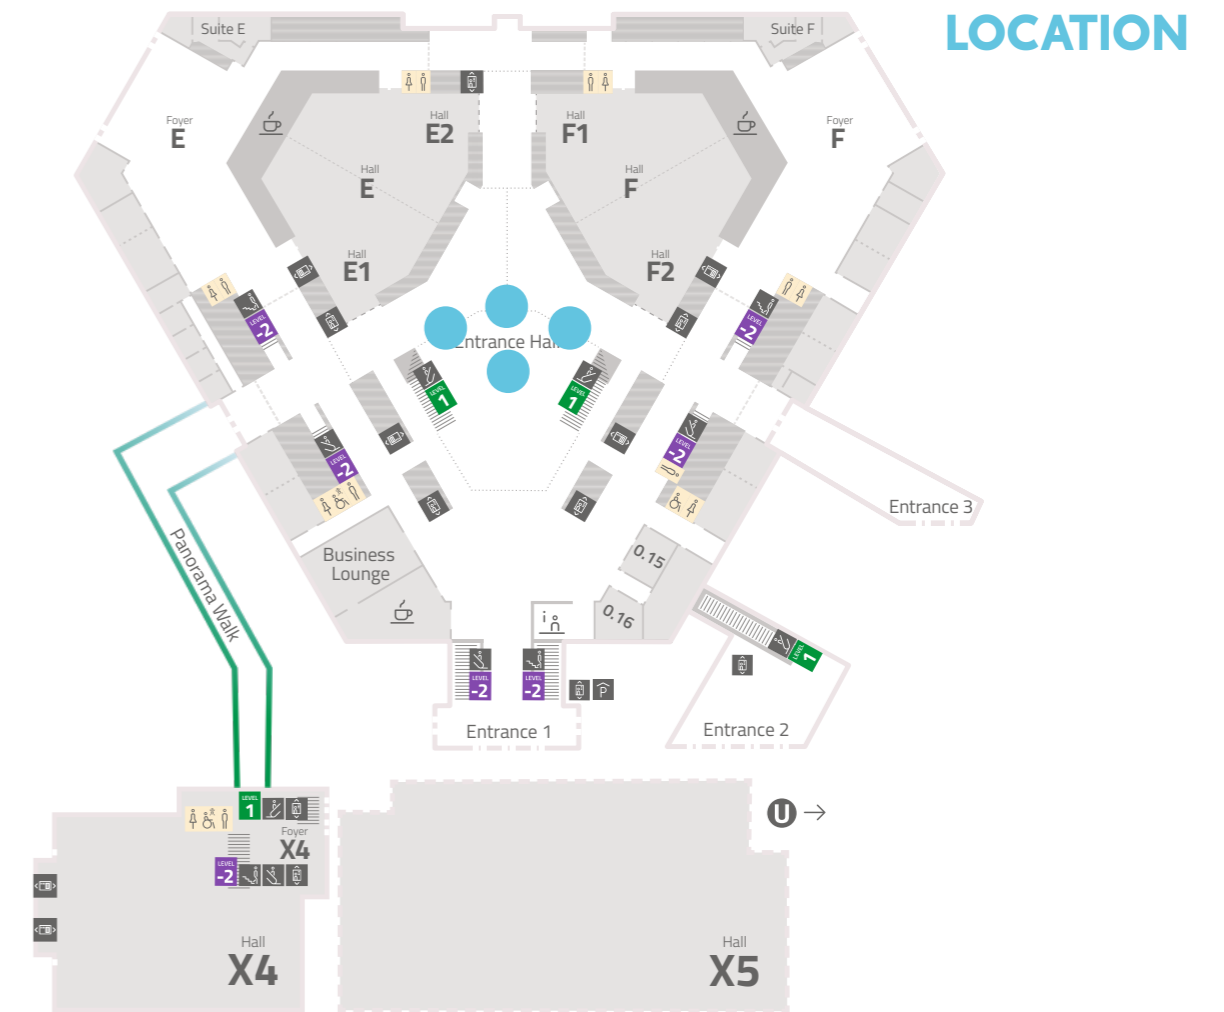 LOCATION
Suite E
Suite F
Foyer
E
Hall
E2
Hall
F1
Foyer
F
Hall
E
Hall
F
Hall
E1
Hall
F2
LEVEL
-2
LEVEL
-2
Entrance Hall
LEVEL
1
LEVEL
1
LEVEL
-2
LEVEL
-2
Entrance 3
Panorama Walk
Business
Lounge
0.15
0.16
i
LEVEL
1
LEVEL
-2
LEVEL
-2
P
Entrance 1
Entrance 2
LEVEL
1
U
Foyer
X4
LEVEL
-2
Hall
X4
Hall
X5